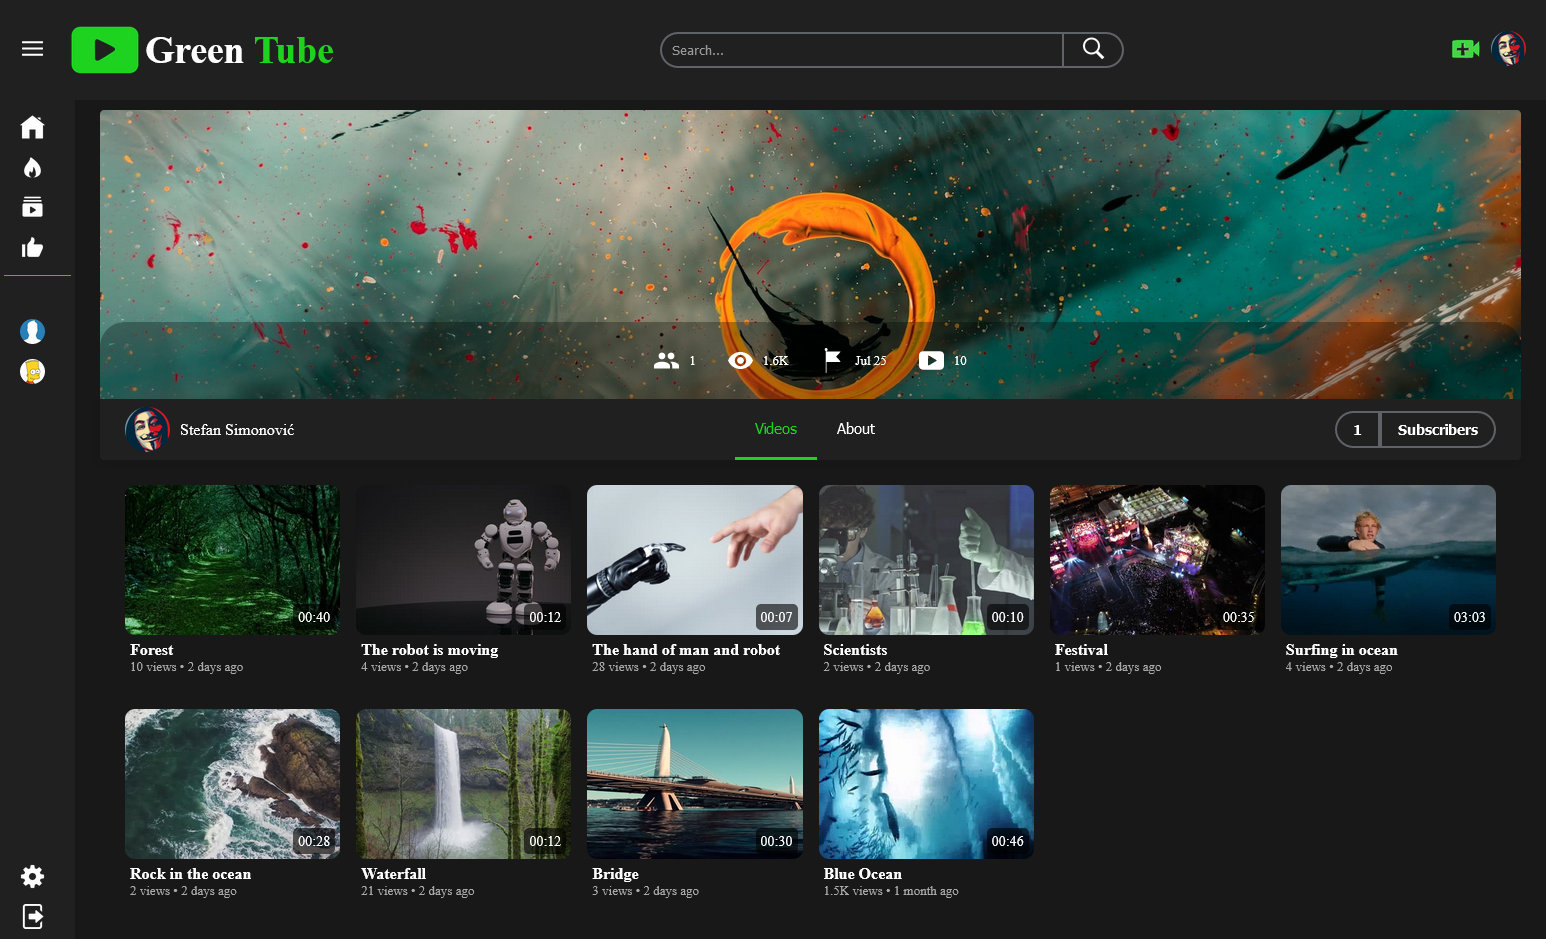 Green Tube
Search...
1
1.6K
Jul 25
10
Stefan Simonović
Videos
About
1
Subscribers
00:40
00:12
00:07
00:10
00:35
03:03
Forest
The robot is moving
The hand of man and robot
Scientists
Festival
Surfing in ocean
10 views • 2 days ago
4 views • 2 days ago
28 views • 2 days ago
2 views • 2 days ago
1 views • 2 days ago
4 views • 2 days ago
00:28
00:12
00:30
00:46
Rock in the ocean
Waterfall
Bridge
Blue Ocean
2 views • 2 days ago
21 views • 2 days ago
3 views • 2 days ago
1.5K views • 1 month ago